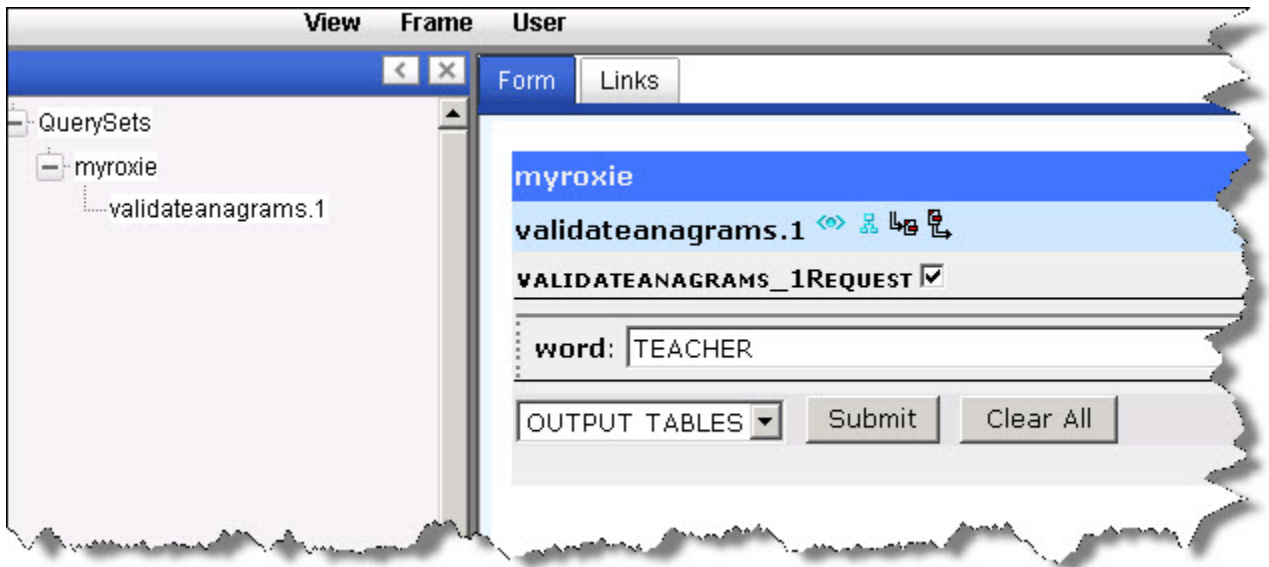 View Frame User
Form Links
QuerySets
myroxie
validateanagrams.1
myroxie
validateanagrams.1
VALIDATEANAGRAMS_1REQUEST
word: TEACHER
OUTPUT TABLES Submit Clear All